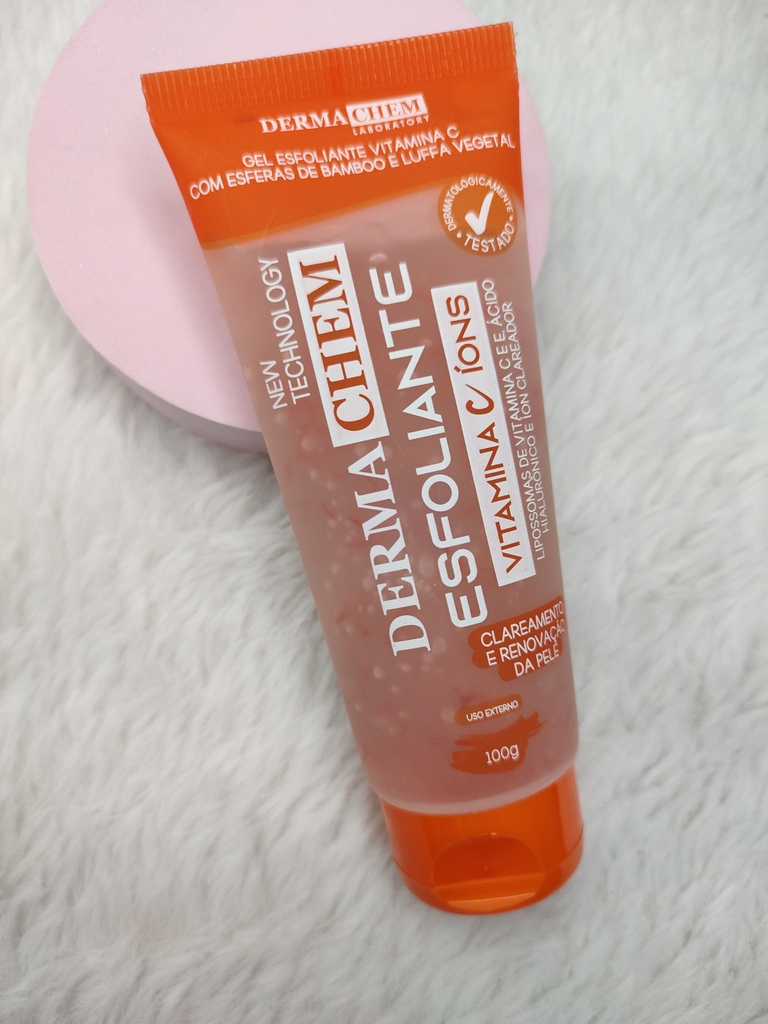 DERMA CHEM
LABORATORY
GEL ESFOLIANTE VITAMINA C
COM ESFERAS DE BAMBOO E LUFFA VEGETAL
DERMATOLOGICAMENTE
TESTADO
NEW
TECHNOLOGY
DERMA CHEM
ESFOLIANTE
VITAMINA C/ ÍONS
LIPOSSOMAS DE VITAMINA C E E, ÁCIDO
HIALURÔNICO E ÍON CLAREADOR
CLAREAMENTO
E RENOVAÇÃO
DA PELE
USO EXTERNO
100g